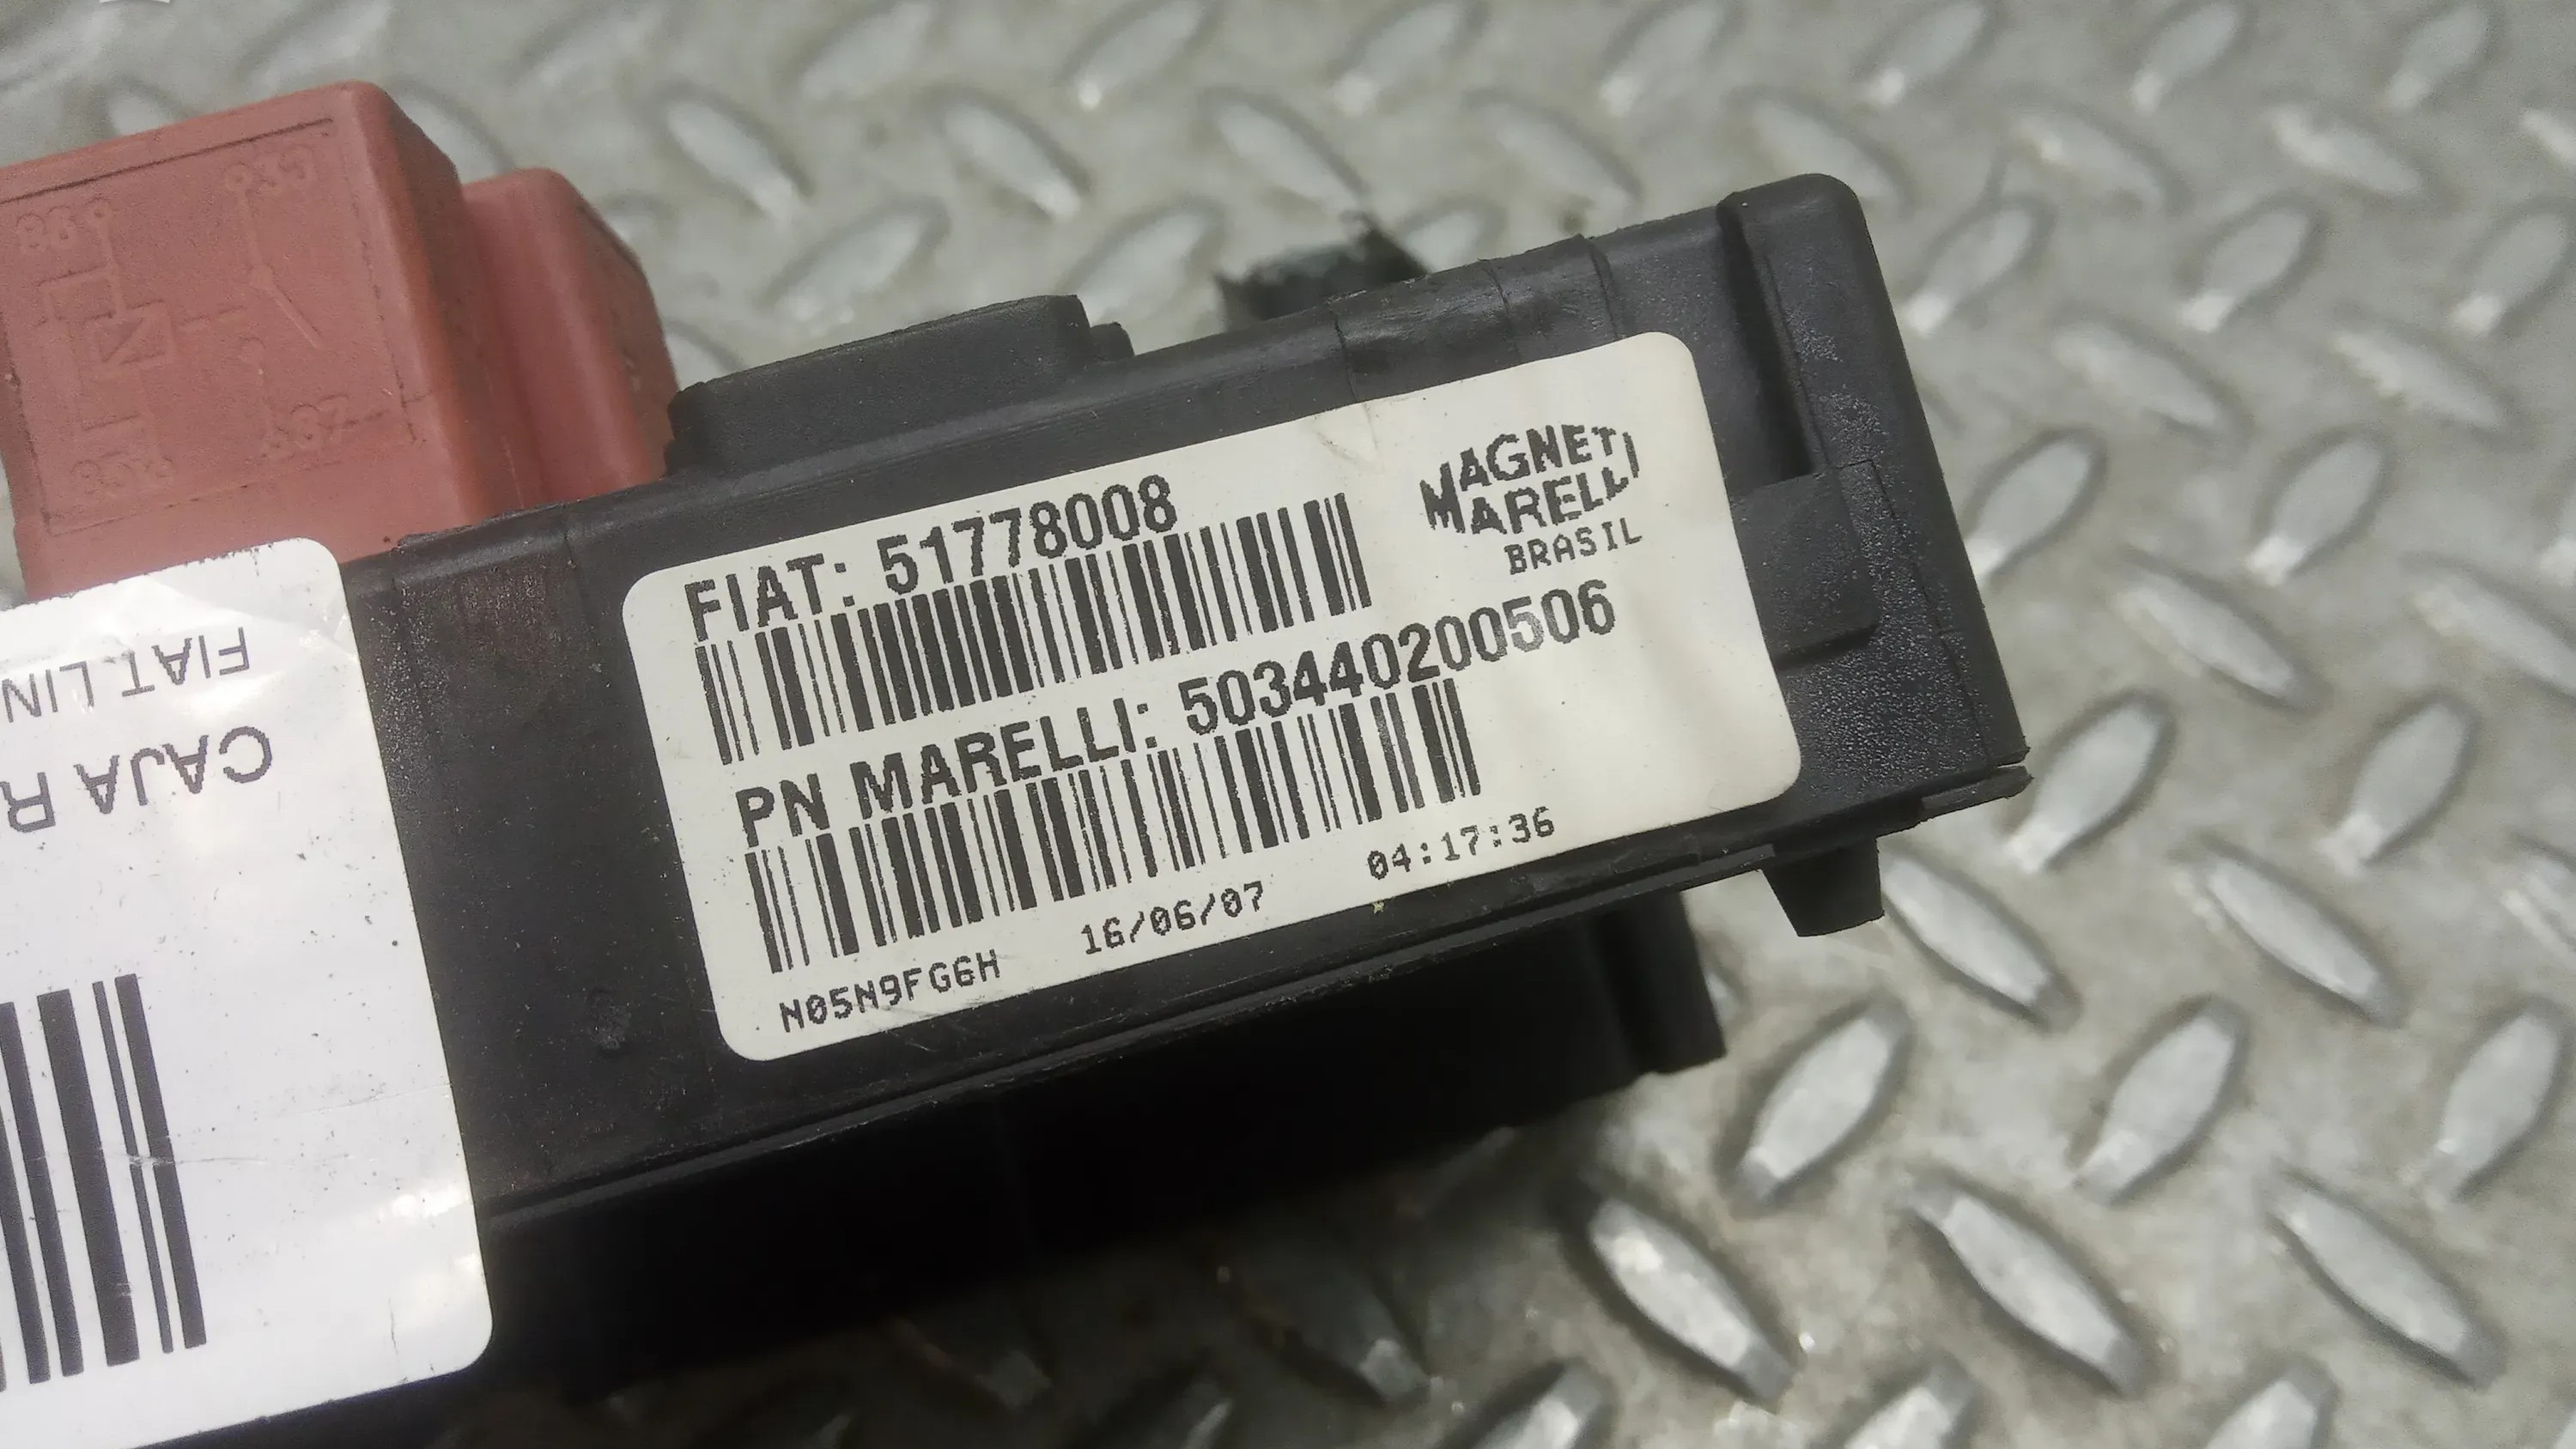 FIAT: 51778008
MAGNETI
MARELLI
BRASIL
PN MARELLI: 503440200506
N05N9FG6H 16/06/07 04:17:36
CAJA R
FIAT LIN